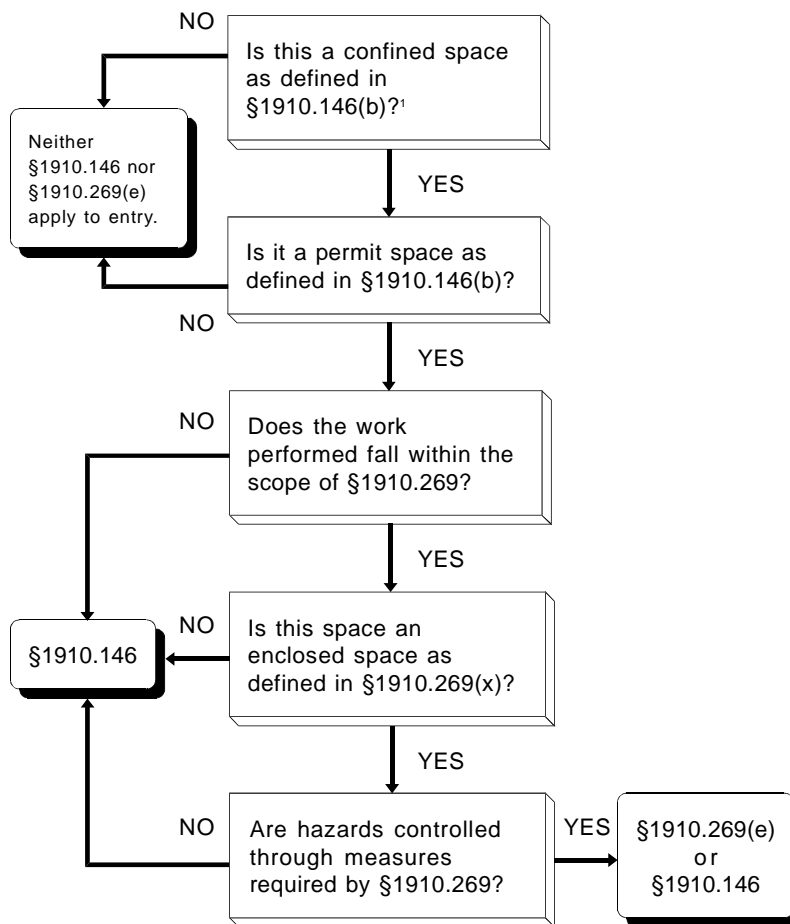 NO
Is this a confined space
as defined in
§1910.146(b)?¹
Neither
§1910.146 nor
§1910.269(e)
apply to entry.
YES
Is it a permit space as
defined in §1910.146(b)?
NO
YES
NO
Does the work
performed fall within the
scope of §1910.269?
YES
NO
Is this space an
enclosed space as
defined in §1910.269(x)?
§1910.146
YES
NO
Are hazards controlled
through measures
required by §1910.269?
YES
§1910.269(e)
or
§1910.146